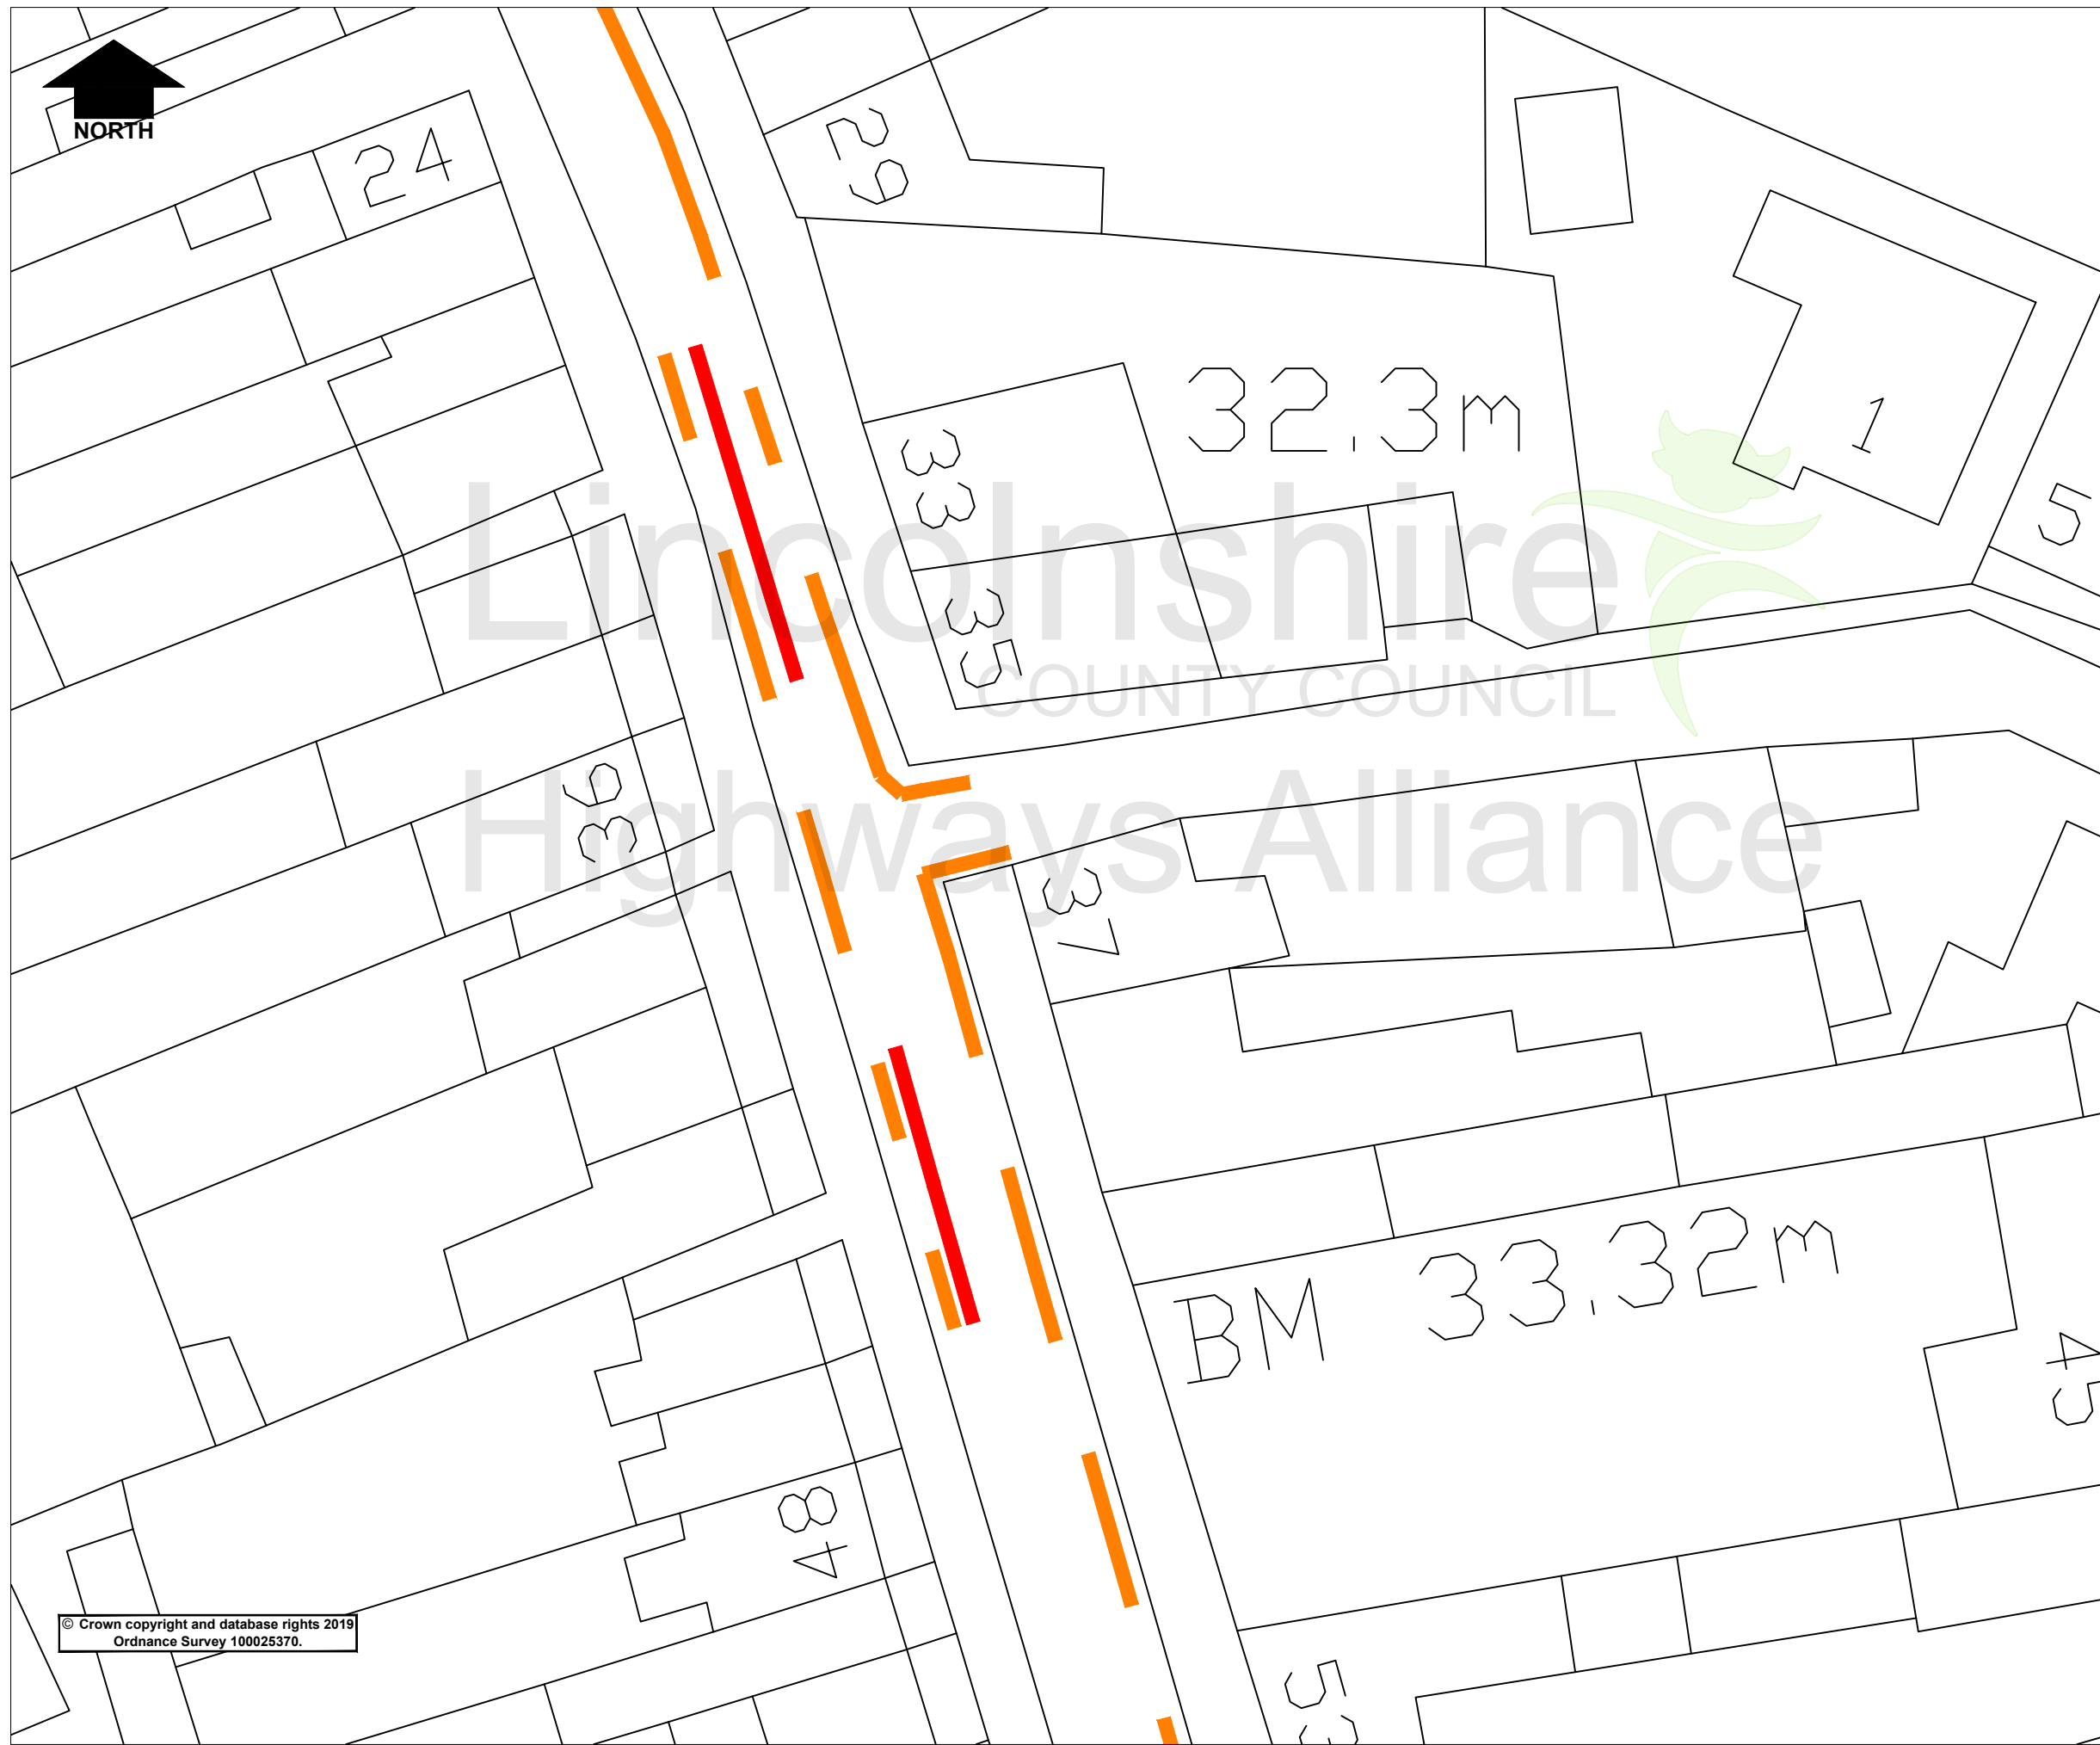 NORTH
24
29
32.3m
33
1
5
35
Lincolnshire
COUNTY COUNCIL
Highways Alliance
36
37
BM 33.32m
48
© Crown copyright and database rights 2019
Ordnance Survey 100025370.